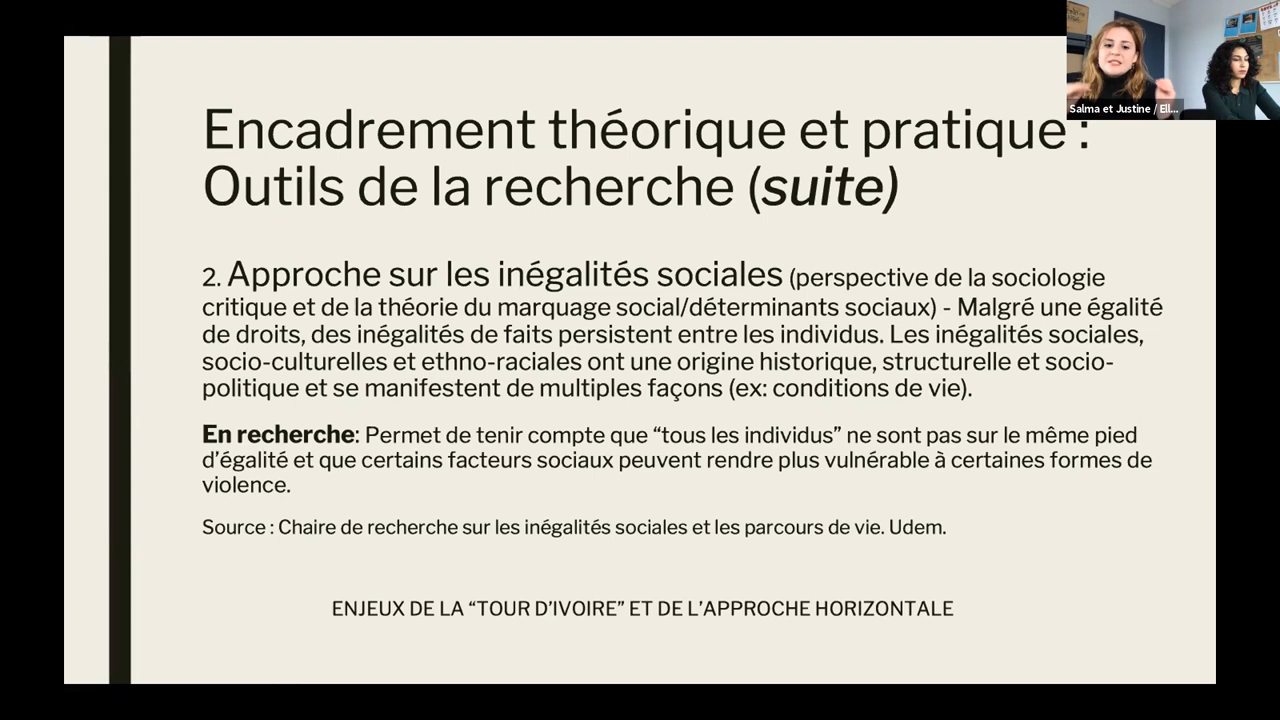 Salma et Justine / Ell...
Encadrement théorique et pratique :
Outils de la recherche (suite)
2. Approche sur les inégalités sociales (perspective de la sociologie
critique et de la théorie du marquage social/déterminants sociaux) - Malgré une égalité
de droits, des inégalités de faits persistent entre les individus. Les inégalités sociales,
socio-culturelles et ethno-raciales ont une origine historique, structurelle et socio-
politique et se manifestent de multiples façons (ex: conditions de vie).
En recherche: Permet de tenir compte que “tous les individus” ne sont pas sur le même pied
d’égalité et que certains facteurs sociaux peuvent rendre plus vulnérable à certaines formes de
violence.
Source : Chaire de recherche sur les inégalités sociales et les parcours de vie. Udem.
ENJEUX DE LA “TOUR D’IVOIRE” ET DE L’APPROCHE HORIZONTALE